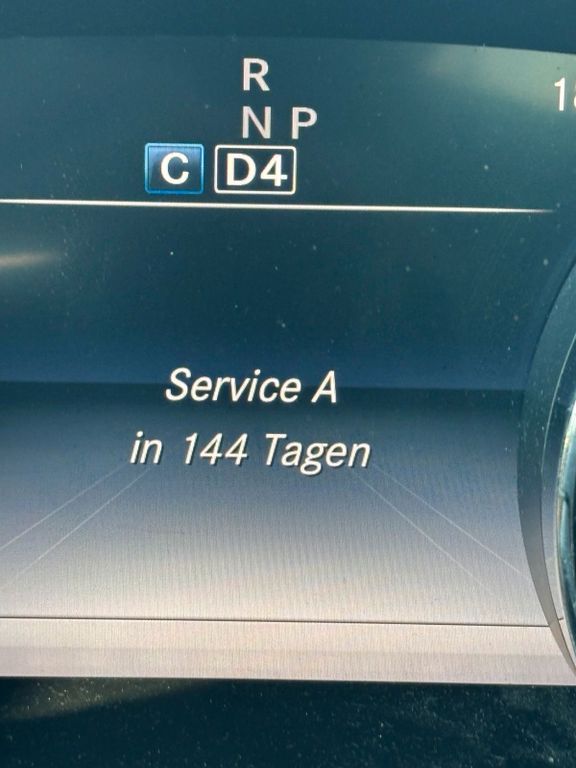 R
N P
C D4
Service A
in 144 Tagen